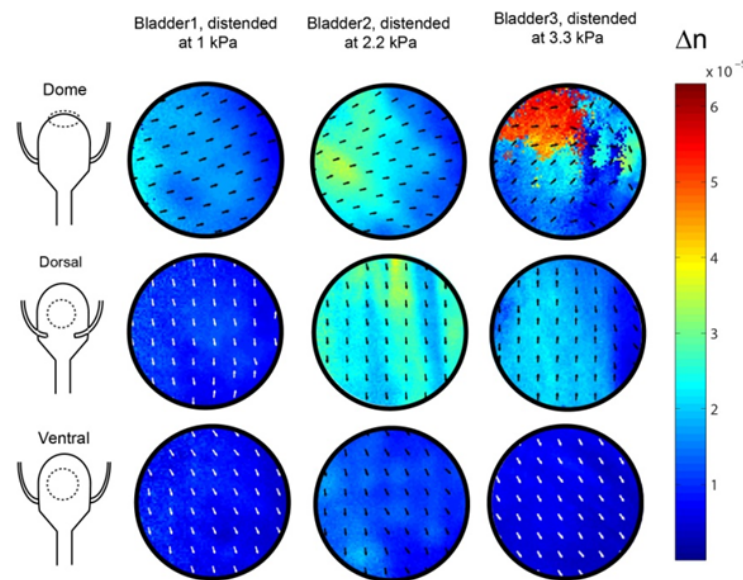 Bladder1, distended
at 1 kPa
Bladder2, distended
at 2.2 kPa
Bladder3, distended
at 3.3 kPa
Δn
x 10⁻⁵
Dome
Dorsal
Ventral
6
5
4
3
2
1